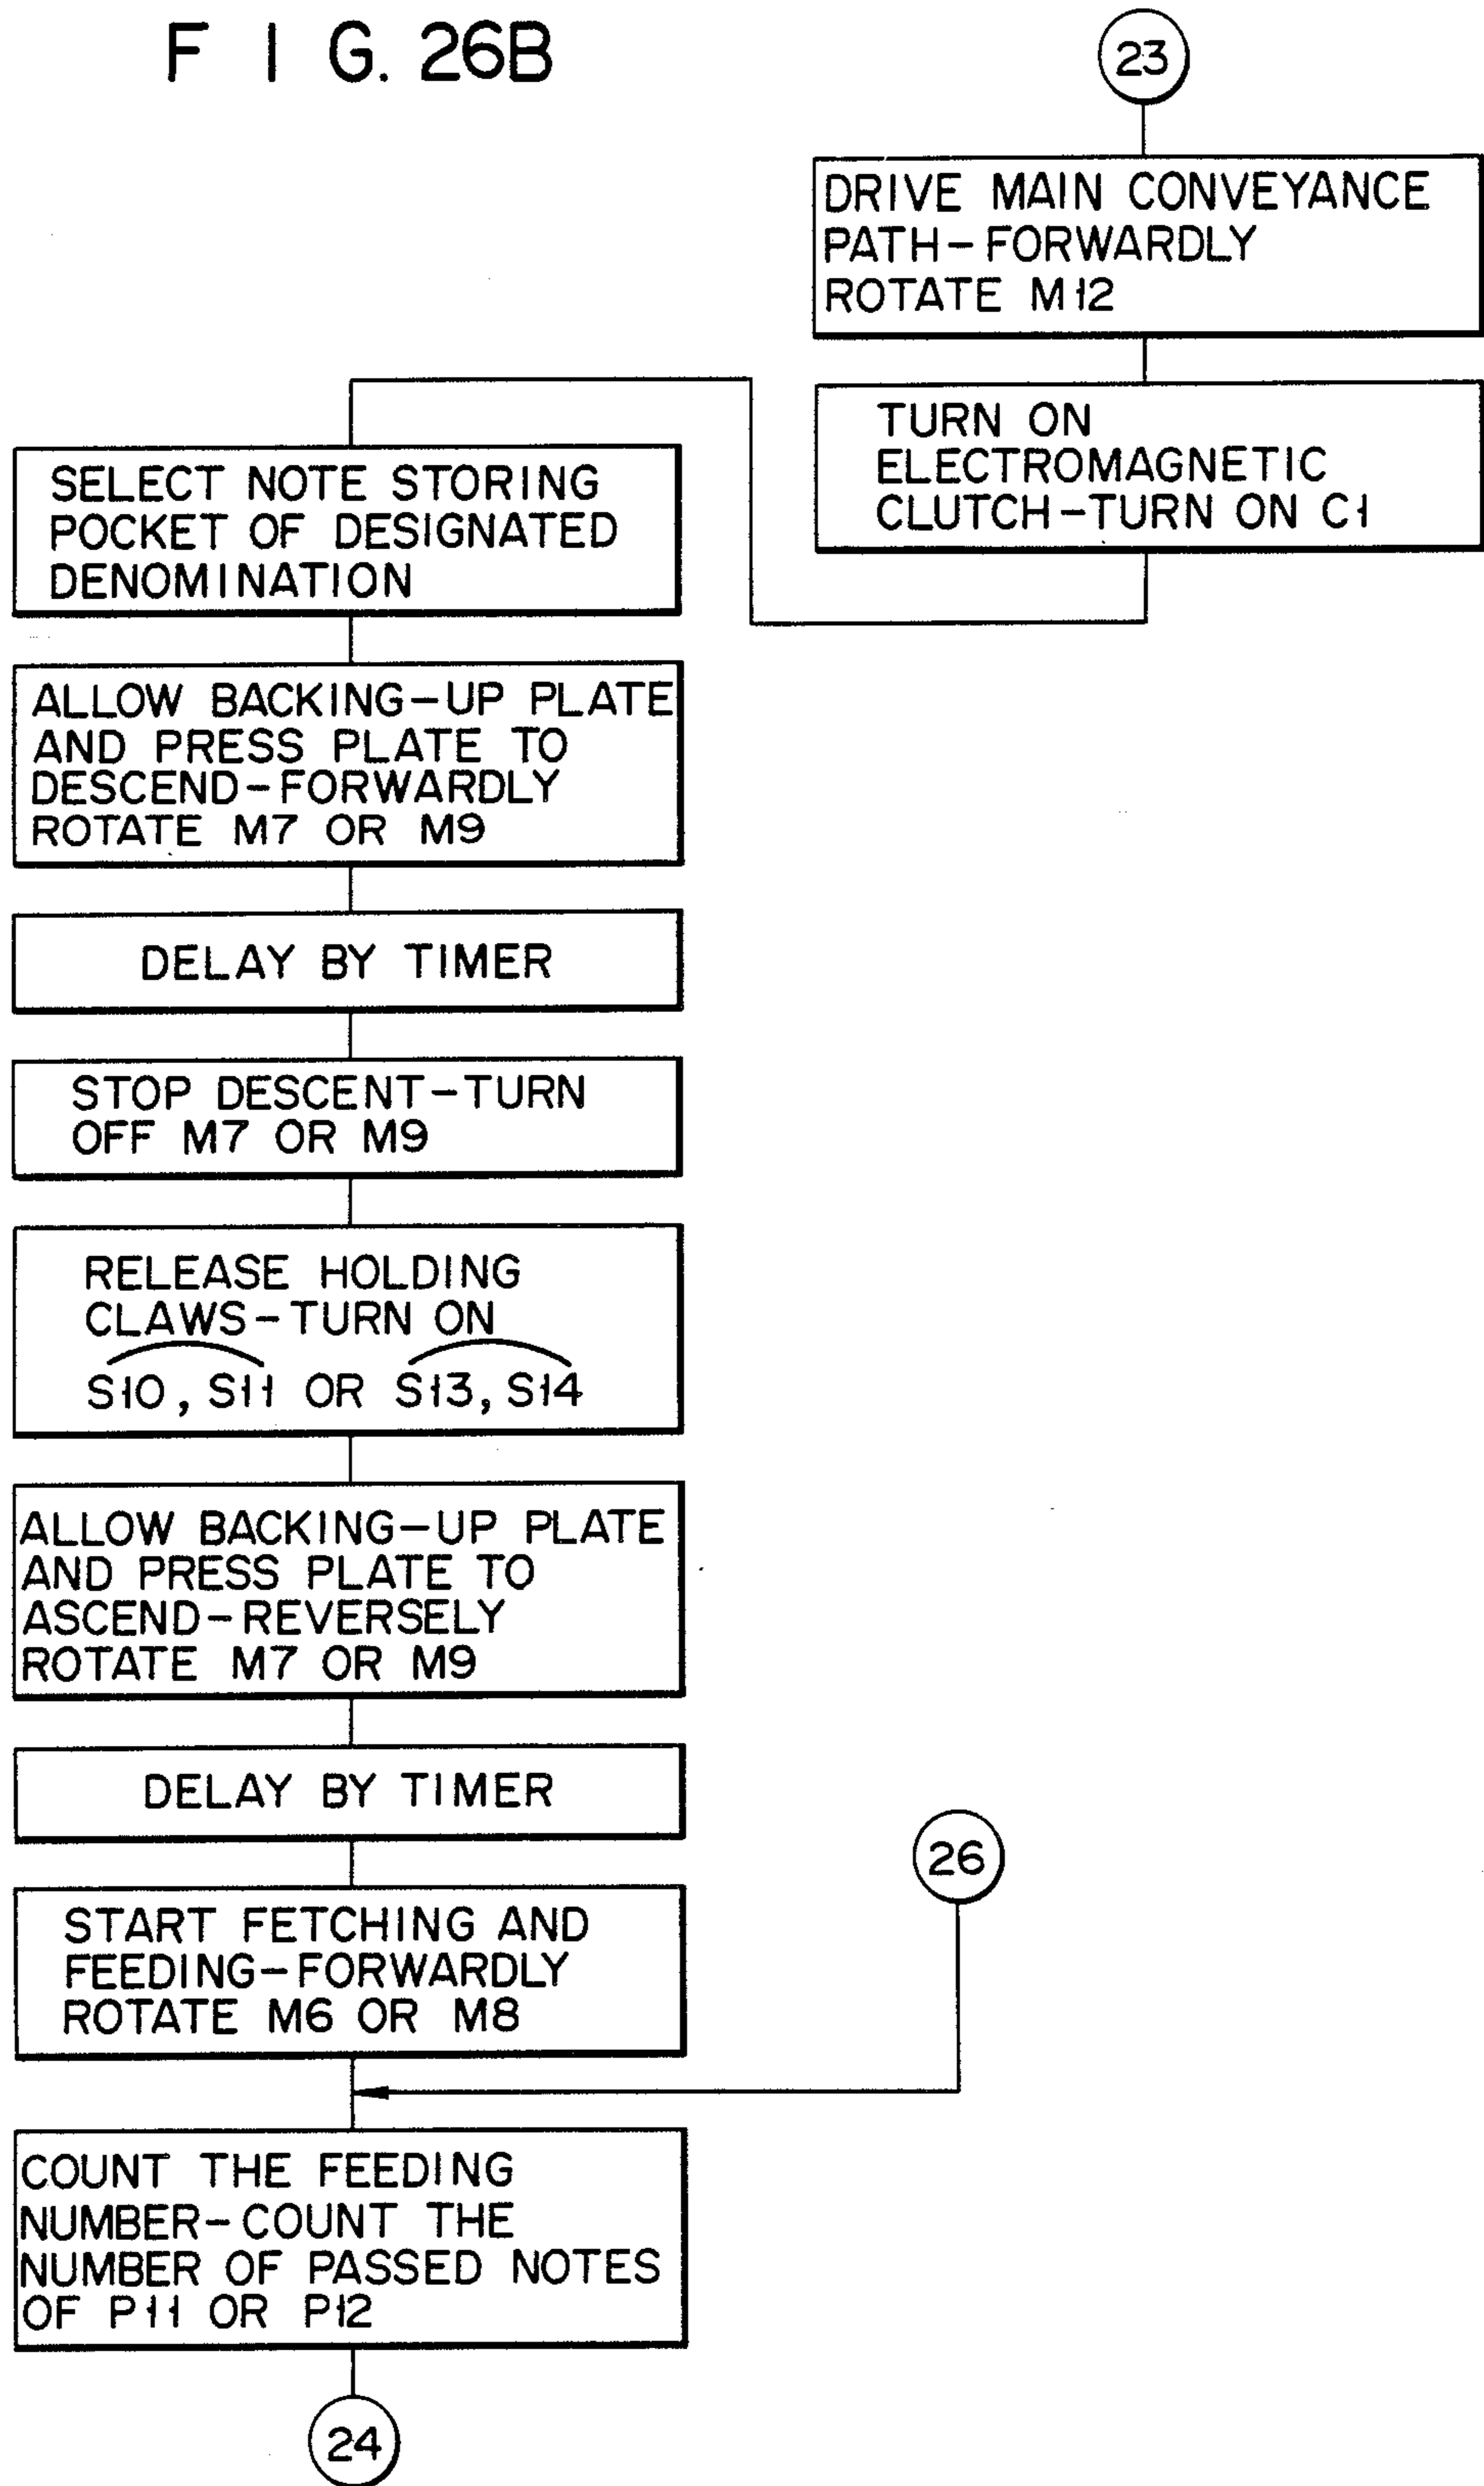 F I G. 26B
23
DRIVE MAIN CONVEYANCE
PATH-FORWARDLY
ROTATE M12
TURN ON
ELECTROMAGNETIC
CLUTCH-TURN ON C1
SELECT NOTE STORING
POCKET OF DESIGNATED
DENOMINATION
ALLOW BACKING-UP PLATE
AND PRESS PLATE TO
DESCEND-FORWARDLY
ROTATE M7 OR M9
DELAY BY TIMER
STOP DESCENT-TURN
OFF M7 OR M9
RELEASE HOLDING
CLAWS-TURN ON
S10, S11 OR S13, S14
ALLOW BACKING-UP PLATE
AND PRESS PLATE TO
ASCEND-REVERSELY
ROTATE M7 OR M9
DELAY BY TIMER
START FETCHING AND
FEEDING-FORWARDLY
ROTATE M6 OR M8
26
COUNT THE FEEDING
NUMBER-COUNT THE
NUMBER OF PASSED NOTES
OF P11 OR P12
24